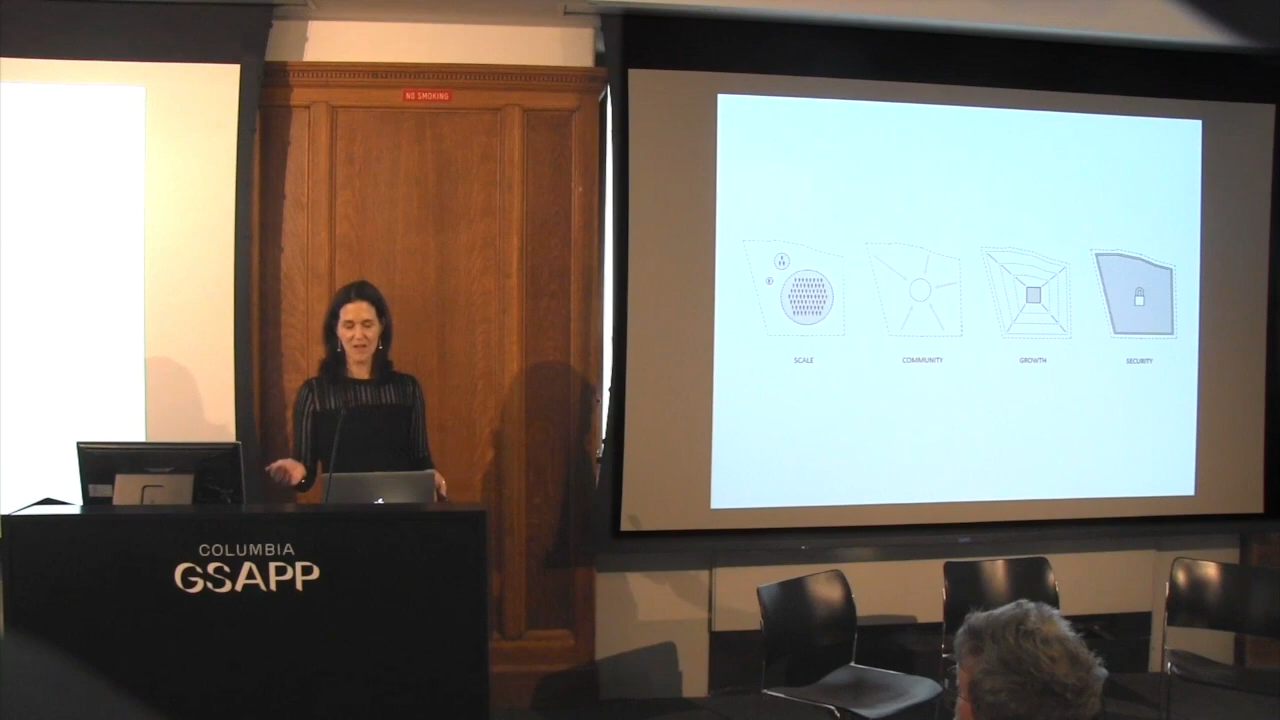 NO SMOKING
SCALE
COMMUNITY
GROWTH
SECURITY
COLUMBIA
GSAPP